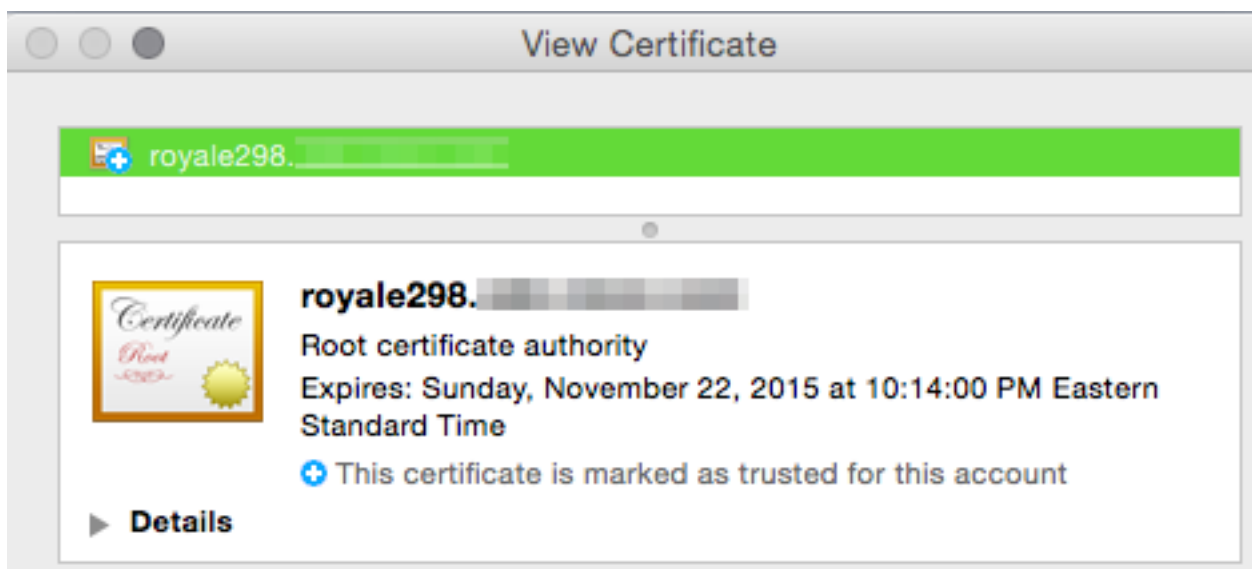 View Certificate
royale298.
royale298.
Certificate
Root
Root certificate authority
Expires: Sunday, November 22, 2015 at 10:14:00 PM Eastern
Standard Time
This certificate is marked as trusted for this account
Details